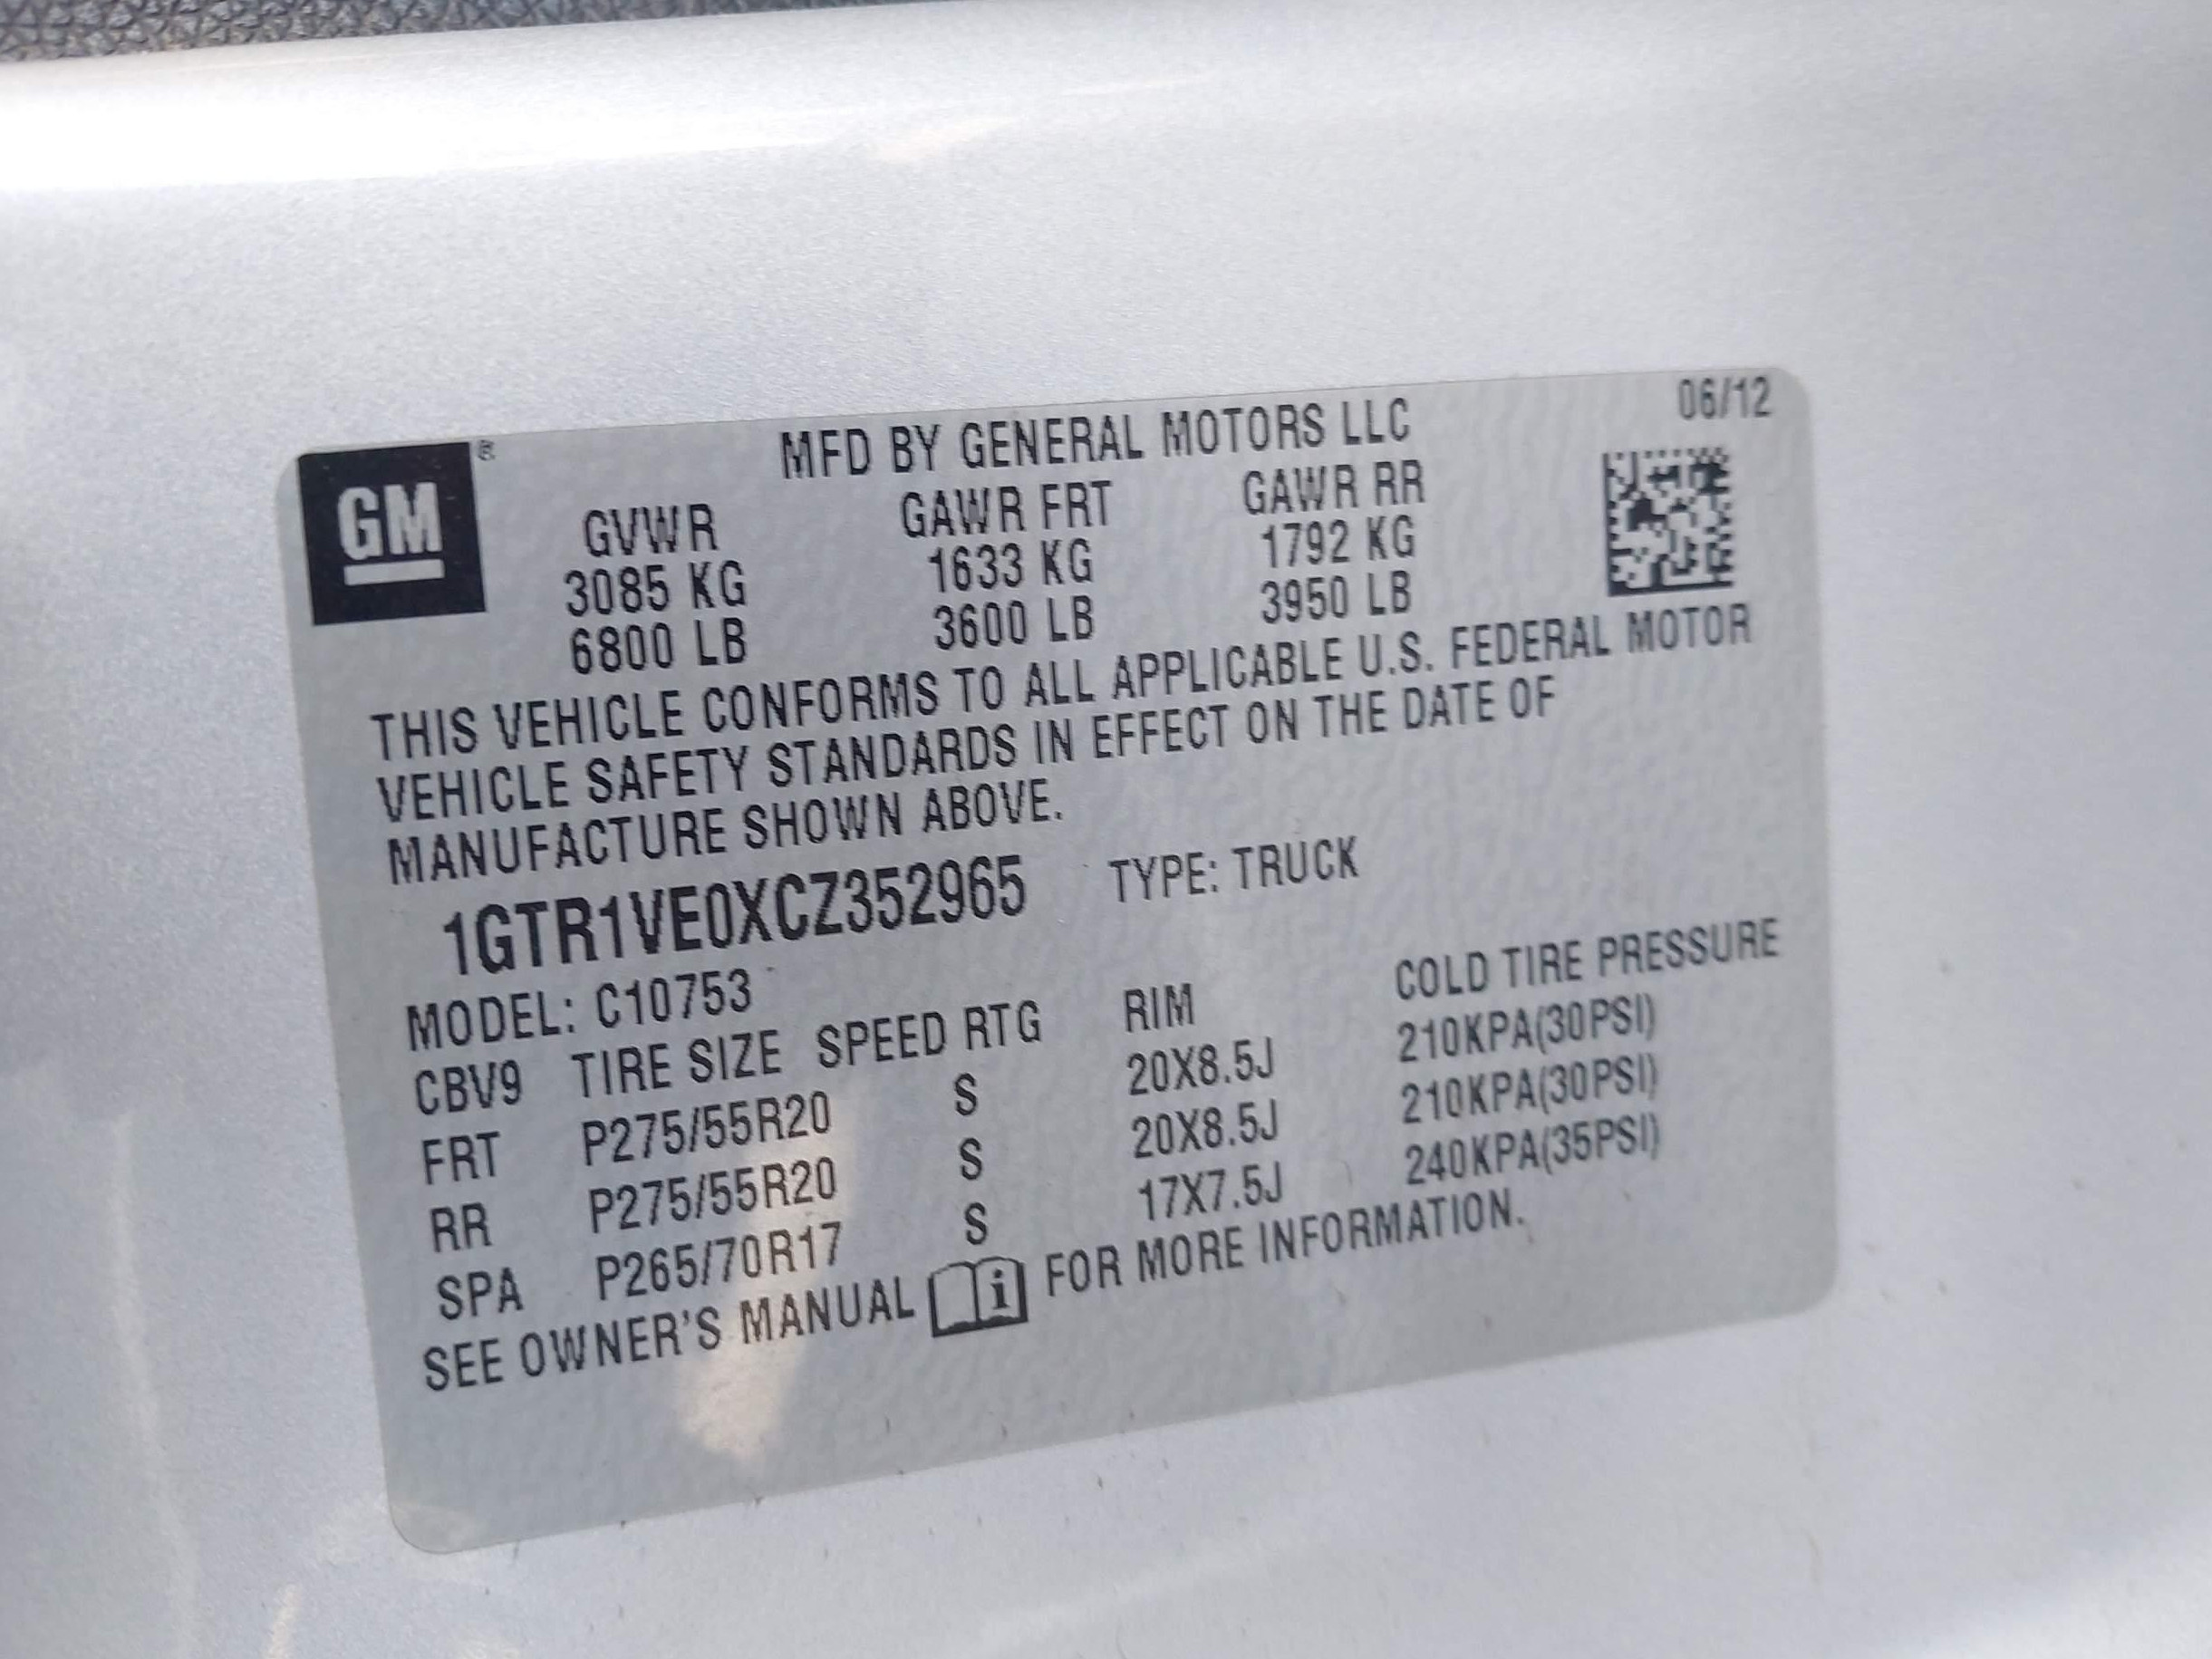 06/12
GM ®
MFD BY GENERAL MOTORS LLC
GVWR GAWR FRT GAWR RR
3085 KG 1633 KG 1792 KG
6800 LB 3600 LB 3950 LB
THIS VEHICLE CONFORMS TO ALL APPLICABLE U.S. FEDERAL MOTOR
VEHICLE SAFETY STANDARDS IN EFFECT ON THE DATE OF
MANUFACTURE SHOWN ABOVE.
1GTR1VE0XCZ352965 TYPE: TRUCK
MODEL: C10753
CBV9 TIRE SIZE SPEED RTG RIM COLD TIRE PRESSURE
FRT P275/55R20 S 20X8.5J 210KPA(30PSI)
RR P275/55R20 S 20X8.5J 210KPA(30PSI)
SPA P265/70R17 S 17X7.5J 240KPA(35PSI)
SEE OWNER'S MANUAL i FOR MORE INFORMATION.